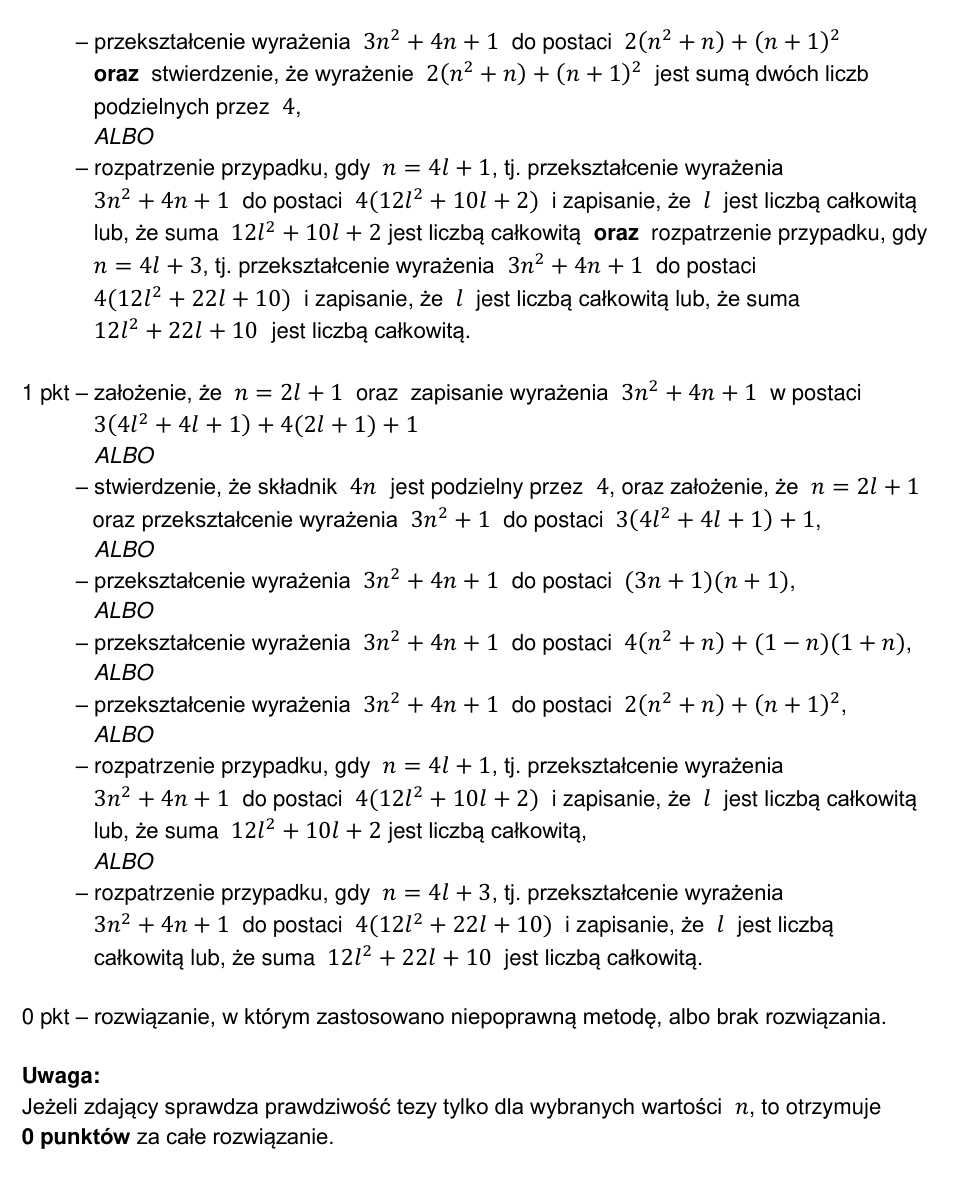 – przekształcenie wyrażenia 3n² + 4n + 1 do postaci 2(n² + n) + (n + 1)²
oraz stwierdzenie, że wyrażenie 2(n² + n) + (n + 1)² jest sumą dwóch liczb
podzielnych przez 4,
ALBO
– rozpatrzenie przypadku, gdy n = 4l + 1, tj. przekształcenie wyrażenia
3n² + 4n + 1 do postaci 4(12l² + 10l + 2) i zapisanie, że l jest liczbą całkowitą
lub, że suma 12l² + 10l + 2 jest liczbą całkowitą oraz rozpatrzenie przypadku, gdy
n = 4l + 3, tj. przekształcenie wyrażenia 3n² + 4n + 1 do postaci
4(12l² + 22l + 10) i zapisanie, że l jest liczbą całkowitą lub, że suma
12l² + 22l + 10 jest liczbą całkowitą.
1 pkt – założenie, że n = 2l + 1 oraz zapisanie wyrażenia 3n² + 4n + 1 w postaci
3(4l² + 4l + 1) + 4(2l + 1) + 1
ALBO
– stwierdzenie, że składnik 4n jest podzielny przez 4, oraz założenie, że n = 2l + 1
oraz przekształcenie wyrażenia 3n² + 1 do postaci 3(4l² + 4l + 1) + 1,
ALBO
– przekształcenie wyrażenia 3n² + 4n + 1 do postaci (3n + 1)(n + 1),
ALBO
– przekształcenie wyrażenia 3n² + 4n + 1 do postaci 4(n² + n) + (1 − n)(1 + n),
ALBO
– przekształcenie wyrażenia 3n² + 4n + 1 do postaci 2(n² + n) + (n + 1)²,
ALBO
– rozpatrzenie przypadku, gdy n = 4l + 1, tj. przekształcenie wyrażenia
3n² + 4n + 1 do postaci 4(12l² + 10l + 2) i zapisanie, że l jest liczbą całkowitą
lub, że suma 12l² + 10l + 2 jest liczbą całkowitą,
ALBO
– rozpatrzenie przypadku, gdy n = 4l + 3, tj. przekształcenie wyrażenia
3n² + 4n + 1 do postaci 4(12l² + 22l + 10) i zapisanie, że l jest liczbą
całkowitą lub, że suma 12l² + 22l + 10 jest liczbą całkowitą.
0 pkt – rozwiązanie, w którym zastosowano niepoprawną metodę, albo brak rozwiązania.
Uwaga:
Jeżeli zdający sprawdza prawdziwość tezy tylko dla wybranych wartości n, to otrzymuje
0 punktów za całe rozwiązanie.